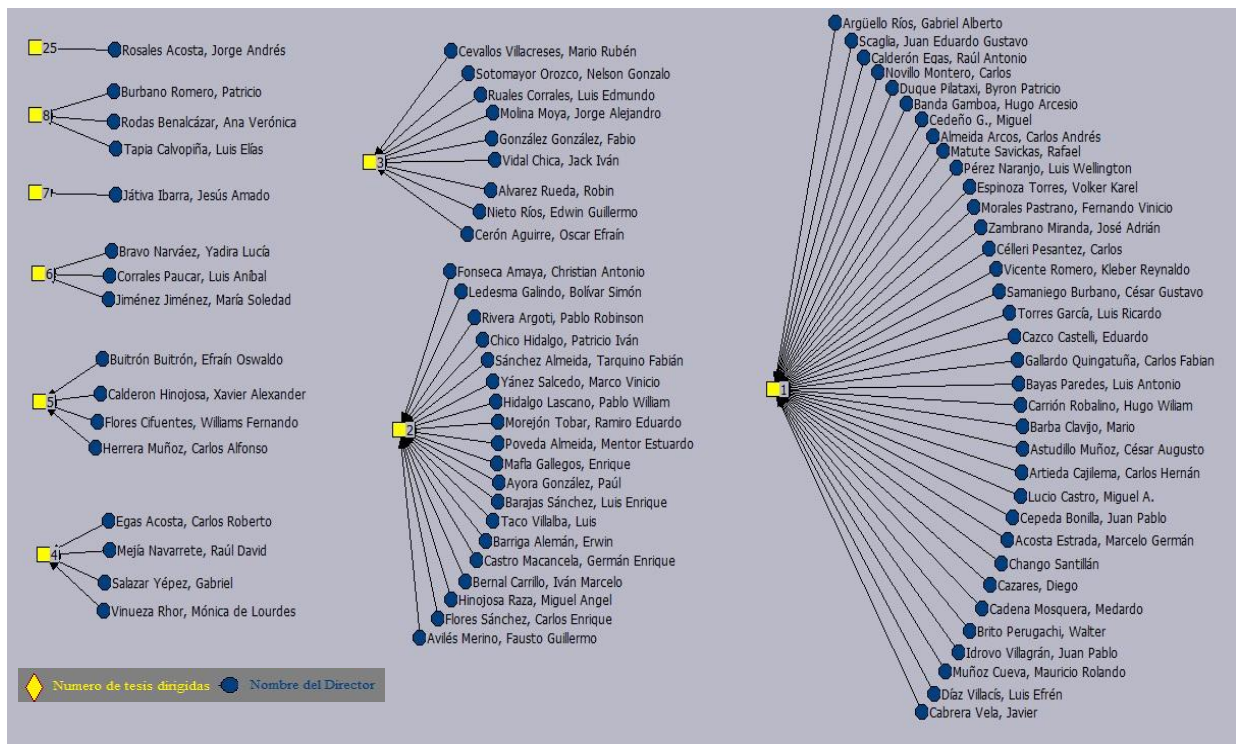 25
Rosales Acosta, Jorge Andrés
8
Burbano Romero, Patricio
Rodas Benalcázar, Ana Verónica
Tapia Calvopiña, Luis Elías
7
Játiva Ibarra, Jesús Amado
6
Bravo Narváez, Yadira Lucía
Corrales Paucar, Luis Aníbal
Jiménez Jiménez, María Soledad
5
Buitrón Buitrón, Efraín Oswaldo
Calderon Hinojosa, Xavier Alexander
Flores Cifuentes, Williams Fernando
Herrera Muñoz, Carlos Alfonso
4
Egas Acosta, Carlos Roberto
Mejía Navarrete, Raúl David
Salazar Yépez, Gabriel
Vinueza Rhor, Mónica de Lourdes
3
Cevallos Villacreses, Mario Rubén
Sotomayor Orozco, Nelson Gonzalo
Ruales Corrales, Luis Edmundo
Molina Moya, Jorge Alejandro
González González, Fabio
Vidal Chica, Jack Iván
Alvarez Rueda, Robin
Nieto Ríos, Edwin Guillermo
Cerón Aguirre, Oscar Efraín
2
Fonseca Amaya, Christian Antonio
Ledesma Galindo, Bolívar Simón
Rivera Argoti, Pablo Robinson
Chico Hidalgo, Patricio Iván
Sánchez Almeida, Tarquino Fabián
Yánez Salcedo, Marco Vinicio
Hidalgo Lascano, Pablo William
Morejón Tobar, Ramiro Eduardo
Poveda Almeida, Mentor Estuardo
Mafla Gallegos, Enrique
Ayora González, Paúl
Barajas Sánchez, Luis Enrique
Taco Villalba, Luis
Barriga Alemán, Erwin
Castro Macancela, Germán Enrique
Bernal Carrillo, Iván Marcelo
Hinojosa Raza, Miguel Angel
Flores Sánchez, Carlos Enrique
Avilés Merino, Fausto Guillermo
1
Argüello Ríos, Gabriel Alberto
Scaglia, Juan Eduardo Gustavo
Calderón Egas, Raúl Antonio
Novillo Montero, Carlos
Duque Pilataxi, Byron Patricio
Banda Gamboa, Hugo Arcesio
Cedeño G., Miguel
Almeida Arcos, Carlos Andrés
Matute Savickas, Rafael
Pérez Naranjo, Luis Wellington
Espinoza Torres, Volker Karel
Morales Pastrano, Fernando Vinicio
Zambrano Miranda, José Adrián
Célleri Pesantez, Carlos
Vicente Romero, Kleber Reynaldo
Samaniego Burbano, César Gustavo
Torres García, Luis Ricardo
Cazco Castelli, Eduardo
Gallardo Quingatuña, Carlos Fabian
Bayas Paredes, Luis Antonio
Carrión Robalino, Hugo Wiliam
Barba Clavijo, Mario
Astudillo Muñoz, César Augusto
Artieda Cajilema, Carlos Hernán
Lucio Castro, Miguel A.
Cepeda Bonilla, Juan Pablo
Acosta Estrada, Marcelo Germán
Chango Santillán
Cazares, Diego
Cadena Mosquera, Medardo
Brito Perugachi, Walter
Idrovo Villagrán, Juan Pablo
Muñoz Cueva, Mauricio Rolando
Díaz Villacís, Luis Efrén
Cabrera Vela, Javier
Numero de tesis dirigidas
Nombre del Director